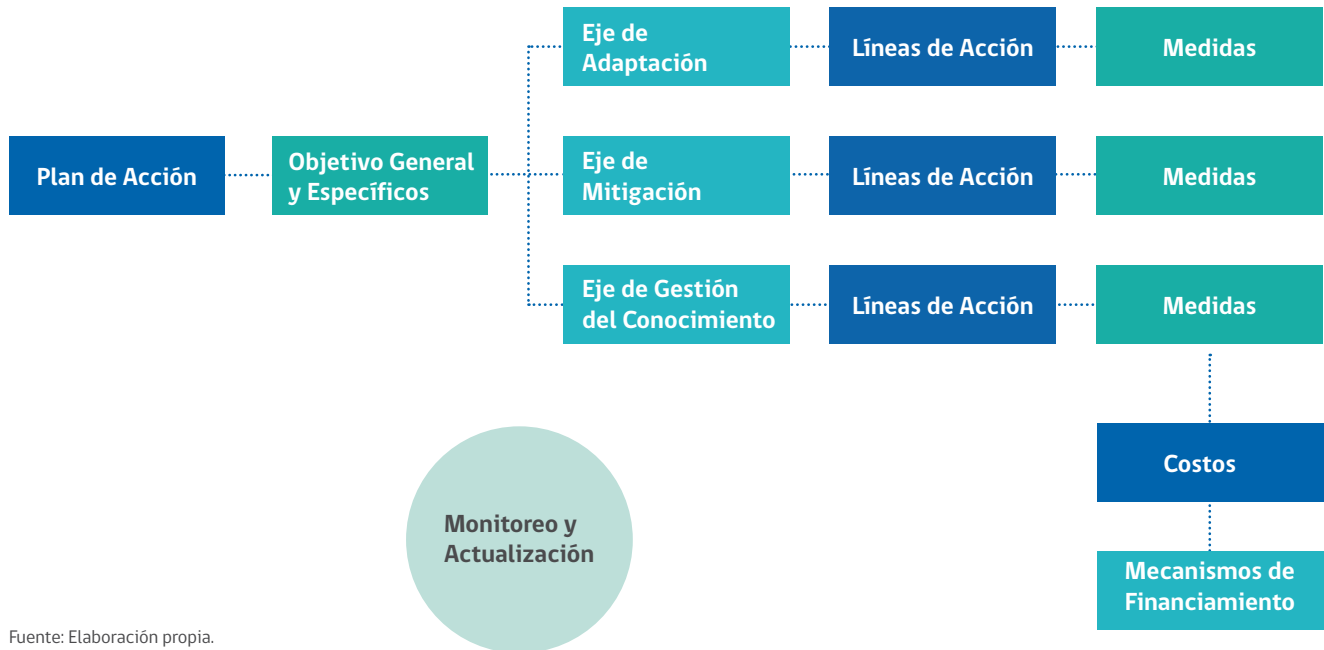 Eje de
Adaptación
Líneas de Acción
Medidas
Plan de Acción
Objetivo General
y Específicos
Eje de
Mitigación
Líneas de Acción
Medidas
Eje de Gestión
del Conocimiento
Líneas de Acción
Medidas
Costos
Monitoreo y
Actualización
Mecanismos de
Financiamiento
Fuente: Elaboración propia.